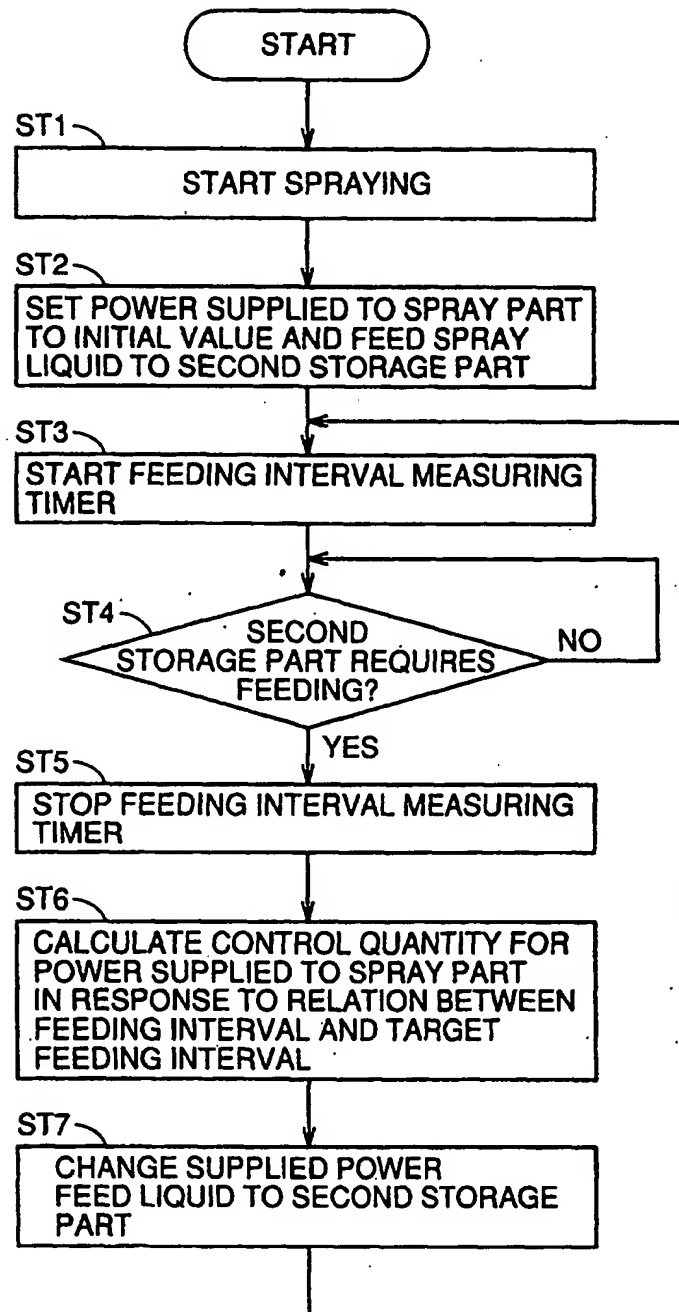 START
ST1
START SPRAYING
ST2
SET POWER SUPPLIED TO SPRAY PART
TO INITIAL VALUE AND FEED SPRAY
LIQUID TO SECOND STORAGE PART
ST3
START FEEDING INTERVAL MEASURING
TIMER
ST4
SECOND
STORAGE PART REQUIRES
FEEDING?
NO
YES
ST5
STOP FEEDING INTERVAL MEASURING
TIMER
ST6
CALCULATE CONTROL QUANTITY FOR
POWER SUPPLIED TO SPRAY PART
IN RESPONSE TO RELATION BETWEEN
FEEDING INTERVAL AND TARGET
FEEDING INTERVAL
ST7
CHANGE SUPPLIED POWER
FEED LIQUID TO SECOND STORAGE
PART